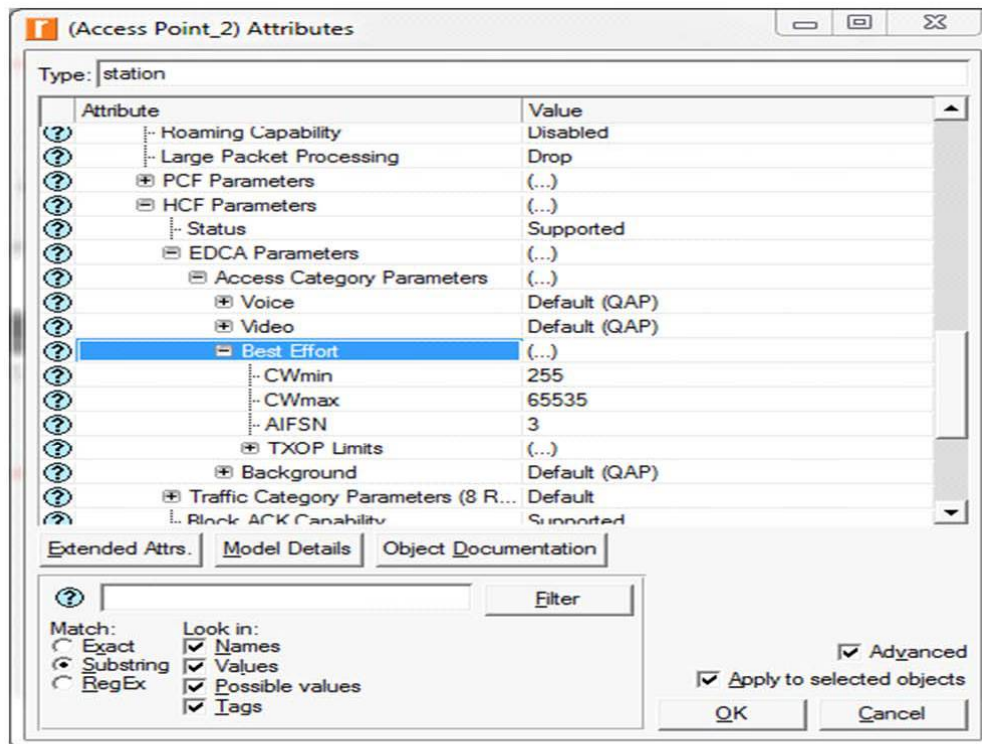 (Access Point_2) Attributes
Type: station
Attribute Value
Roaming Capability Disabled
Large Packet Processing Drop
PCF Parameters (...)
HCF Parameters (...)
Status Supported
EDCA Parameters (...)
Access Category Parameters (...)
Voice Default (QAP)
Video Default (QAP)
Best Effort (...)
CWmin 255
CWmax 65535
AIFSN 3
TXOP Limits (...)
Background Default (QAP)
Traffic Category Parameters (8 R... Default
Block ACK Capability Supported
Extended Attrs. Model Details Object Documentation
Filter
Match: Look in:
Exact Names
Substring Values
RegEx Possible values
Tags
Advanced
Apply to selected objects
OK Cancel